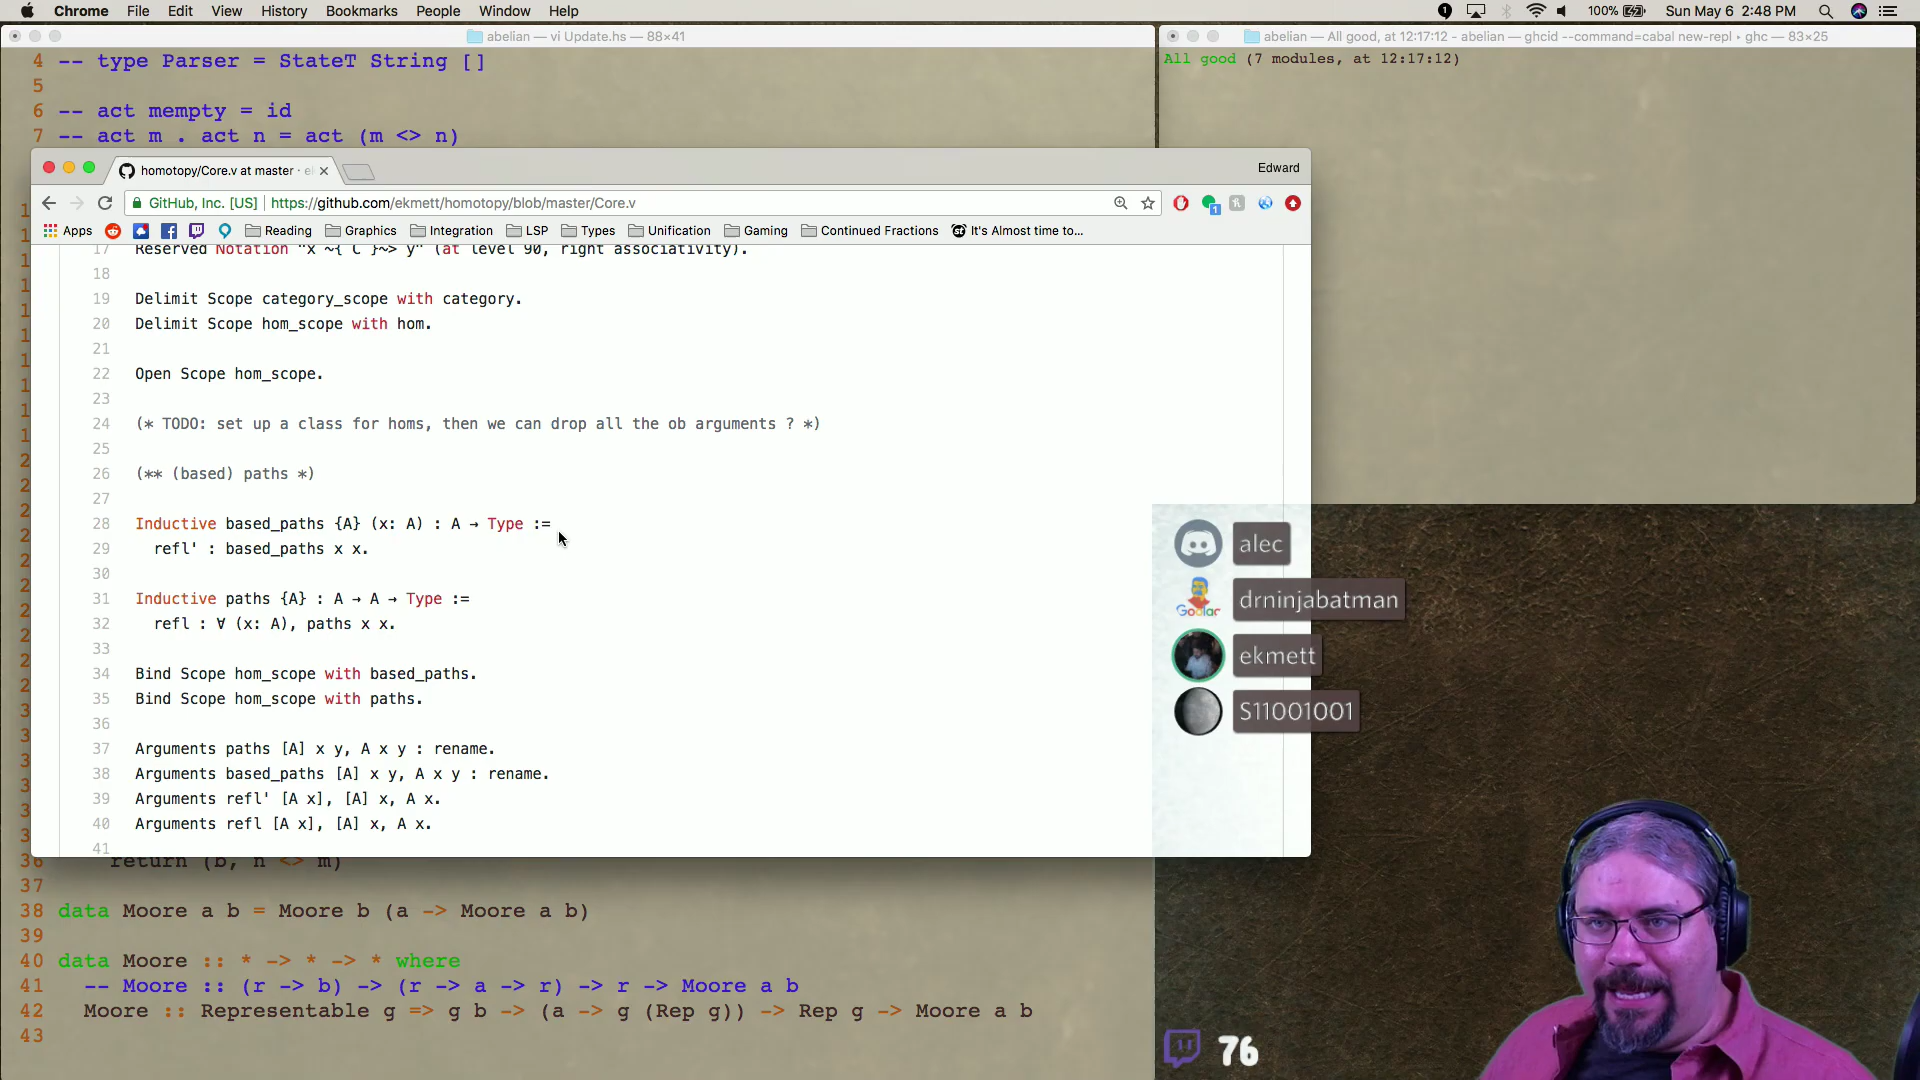 Chrome File Edit View History Bookmarks People Window Help 100% Sun May 6 2:48 PM
abelian — vi Update.hs — 88×41
abelian — All good, at 12:17:12 - abelian — ghcid --command=cabal new-repl • ghc — 83×25
4 -- type Parser = StateT String []
5
6 -- act mempty = id
7 -- act m . act n = act (m <> n)
All good (7 modules, at 12:17:12)
homotopy/Core.v at master · e
Edward
GitHub, Inc. [US] | https://github.com/ekmett/homotopy/blob/master/Core.v
Apps Reading Graphics Integration LSP Types Unification Gaming Continued Fractions It's Almost time to...
17 Reserved Notation "x ~{ C }~> y" (at level 90, right associativity).
18
19 Delimit Scope category_scope with category.
20 Delimit Scope hom_scope with hom.
21
22 Open Scope hom_scope.
23
24 (* TODO: set up a class for homs, then we can drop all the ob arguments ? *)
25
26 (** (based) paths *)
27
28 Inductive based_paths {A} (x: A) : A → Type :=
29 refl' : based_paths x x.
30
31 Inductive paths {A} : A → A → Type :=
32 refl : ∀ (x: A), paths x x.
33
34 Bind Scope hom_scope with based_paths.
35 Bind Scope hom_scope with paths.
36
37 Arguments paths [A] x y, A x y : rename.
38 Arguments based_paths [A] x y, A x y : rename.
39 Arguments refl' [A x], [A] x, A x.
40 Arguments refl [A x], [A] x, A x.
41
alec
drninjabatman
ekmett
S11001001
36 return (b, n <> m)
37
38 data Moore a b = Moore b (a -> Moore a b)
39
40 data Moore :: * -> * -> * where
41 -- Moore :: (r -> b) -> (r -> a -> r) -> r -> Moore a b
42 Moore :: Representable g => g b -> (a -> g (Rep g)) -> Rep g -> Moore a b
43
76